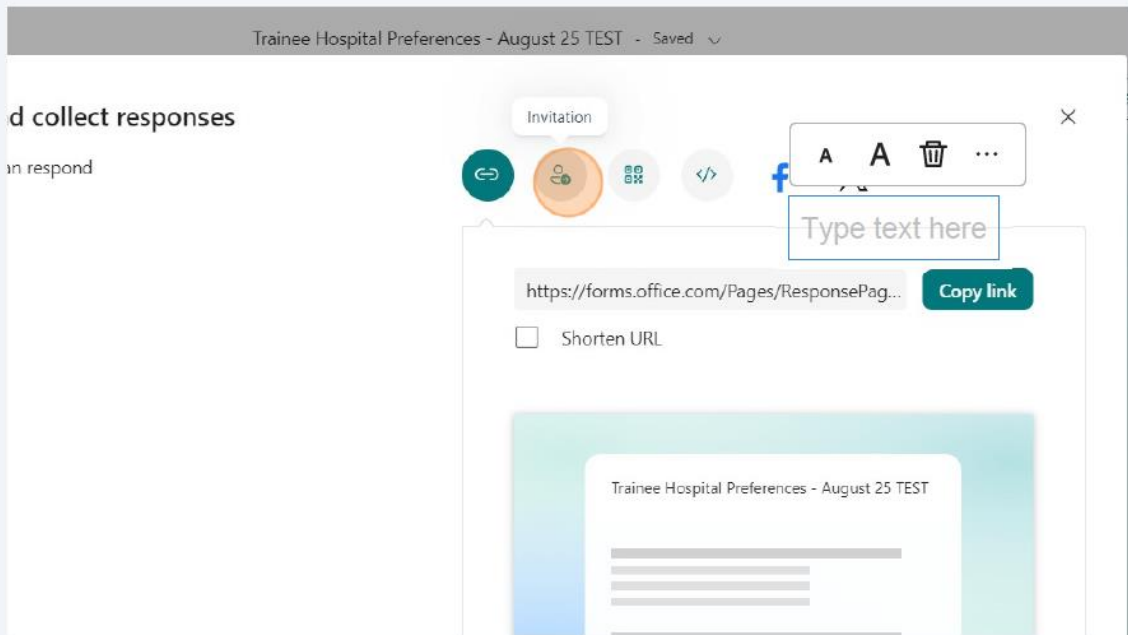 Trainee Hospital Preferences - August 25 TEST - Saved
d collect responses
Invitation
an respond
A A ...
</>
f
Type text here
https://forms.office.com/Pages/ResponsePag...
Copy link
Shorten URL
Trainee Hospital Preferences - August 25 TEST